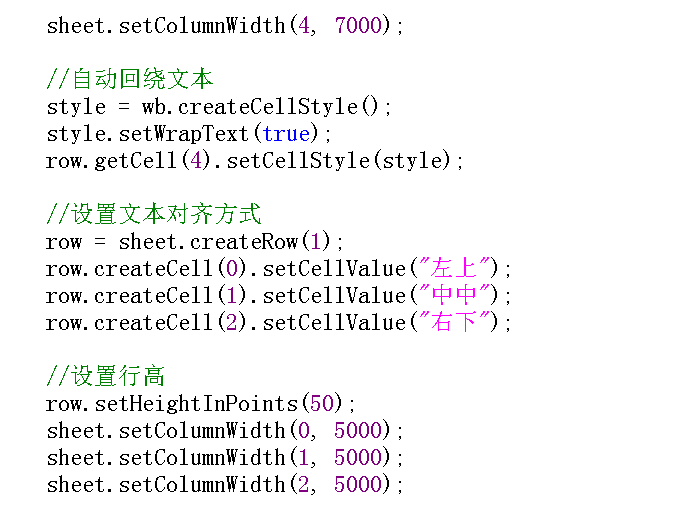 sheet.setColumnWidth(4, 7000);
//自动回绕文本
style = wb.createCellStyle();
style.setWrapText(true);
row.getCell(4).setCellStyle(style);
//设置文本对齐方式
row = sheet.createRow(1);
row.createCell(0).setCellValue("左上");
row.createCell(1).setCellValue("中中");
row.createCell(2).setCellValue("右下");
//设置行高
row.setHeightInPoints(50);
sheet.setColumnWidth(0, 5000);
sheet.setColumnWidth(1, 5000);
sheet.setColumnWidth(2, 5000);